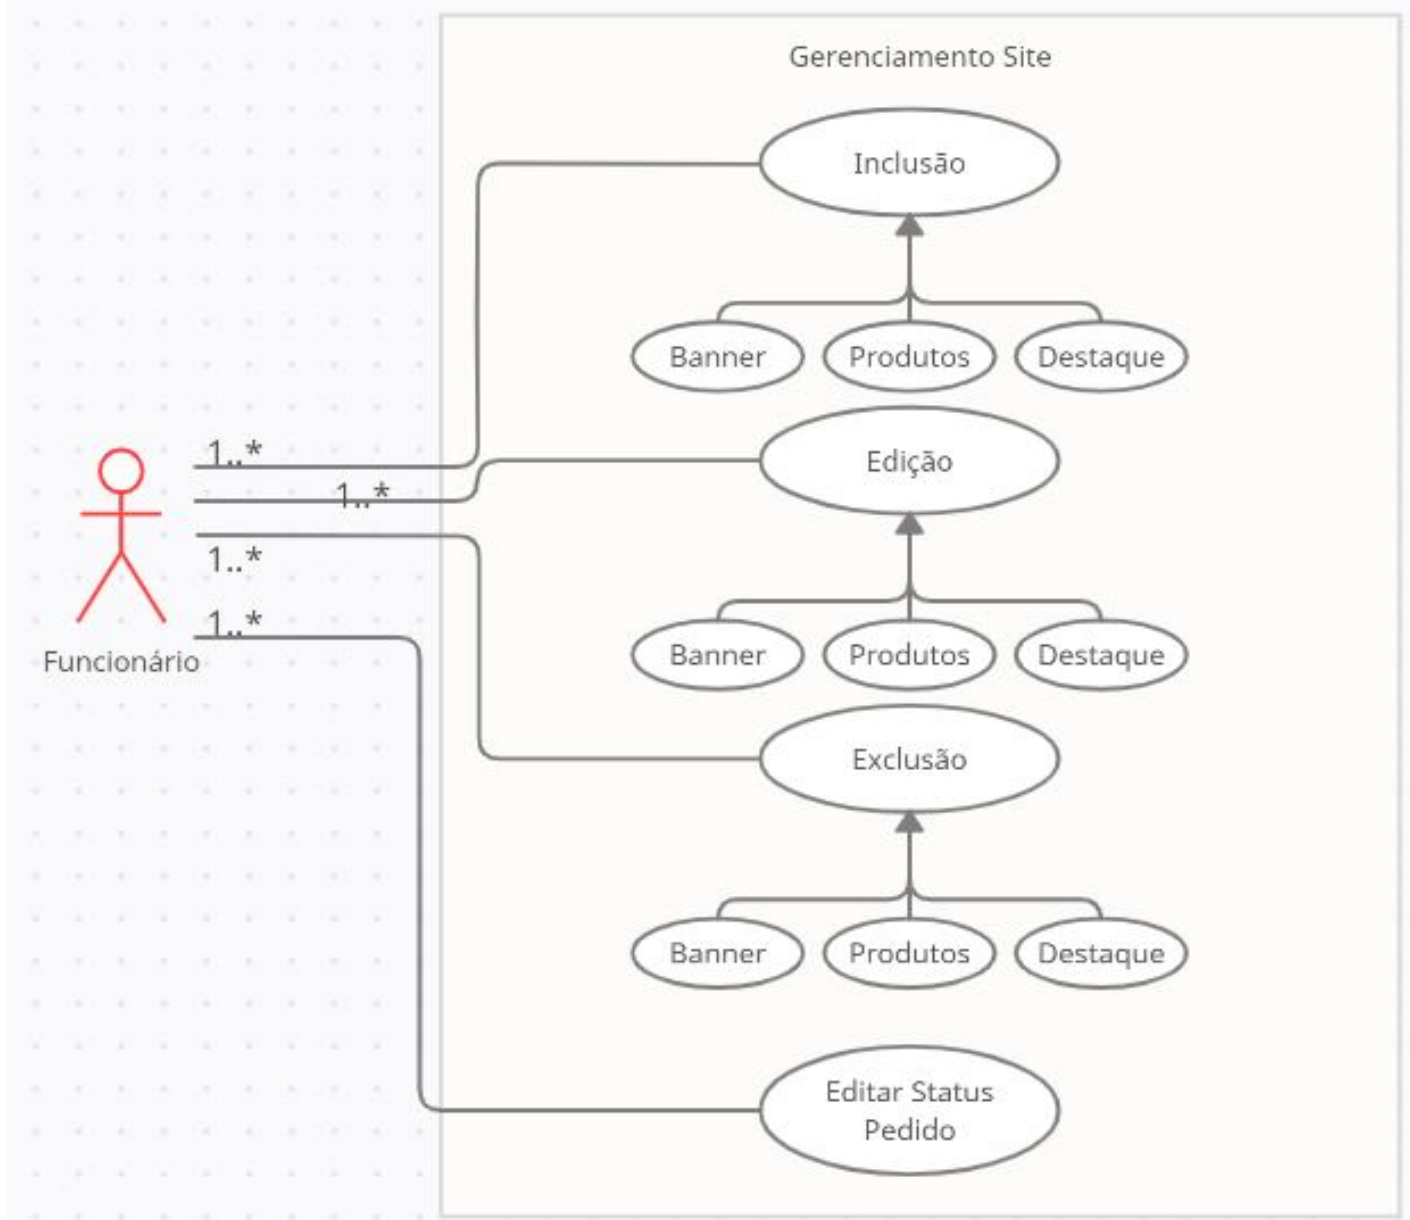 Gerenciamento Site
Inclusão
Banner
Produtos
Destaque
1..*
Edição
1..*
1..*
1..*
Funcionário
Banner
Produtos
Destaque
Exclusão
Banner
Produtos
Destaque
Editar Status
Pedido